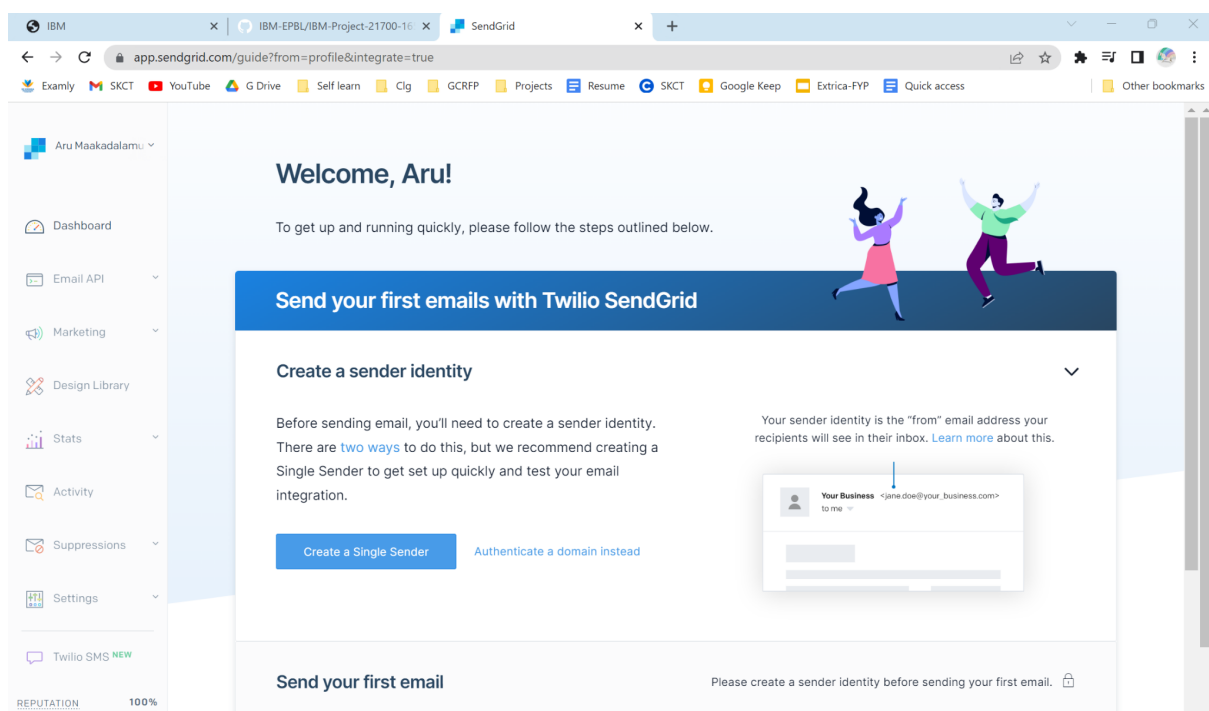 IBM
IBM-EPBL/IBM-Project-21700-16
SendGrid
app.sendgrid.com/guide?from=profile&integrate=true
Examly
SKCT
YouTube
G Drive
Self learn
Clg
GCRFP
Projects
Resume
SKCT
Google Keep
Extrica-FYP
Quick access
Other bookmarks
Aru Maakadalamu
Dashboard
Email API
Marketing
Design Library
Stats
Activity
Suppressions
Settings
Twilio SMS NEW
REPUTATION 100%
Welcome, Aru!
To get up and running quickly, please follow the steps outlined below.
Send your first emails with Twilio SendGrid
Create a sender identity
Before sending email, you'll need to create a sender identity.
There are two ways to do this, but we recommend creating a
Single Sender to get set up quickly and test your email
integration.
Create a Single Sender
Authenticate a domain instead
Your sender identity is the "from" email address your
recipients will see in their inbox. Learn more about this.
Your Business <jane.doe@your_business.com>
to me
Send your first email
Please create a sender identity before sending your first email.